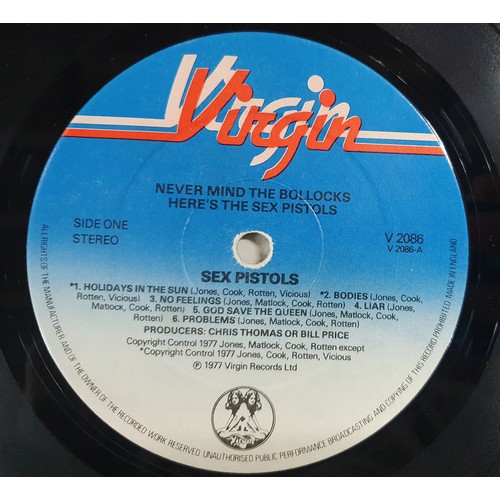 Virgin
NEVER MIND THE BOLLOCKS
HERE'S THE SEX PISTOLS
SIDE ONE
STEREO
V 2086
V 2086-A
SEX PISTOLS
*1. HOLIDAYS IN THE SUN (Jones, Cook, Rotten, Vicious) *2. BODIES (Jones, Cook,
Rotten, Vicious) 3. NO FEELINGS (Jones, Matlock, Cook, Rotten) 4. LIAR (Jones,
Matlock, Cook, Rotten) 5. GOD SAVE THE QUEEN (Jones, Matlock, Cook, Rotten)
6. PROBLEMS (Jones, Matlock, Cook, Rotten)
PRODUCERS: CHRIS THOMAS OR BILL PRICE
Copyright Control 1977 Jones, Matlock, Cook, Rotten except
*Copyright Control 1977 Jones, Cook, Rotten, Vicious
℗ 1977 Virgin Records Ltd
Virgin
ALL RIGHTS OF THE MANUFACTURER AND OF THE OWNER OF THE RECORDED WORK RESERVED. UNAUTHORISED PUBLIC PERFORMANCE BROADCASTING AND COPYING OF THIS RECORD PROHIBITED. MADE IN ENGLAND